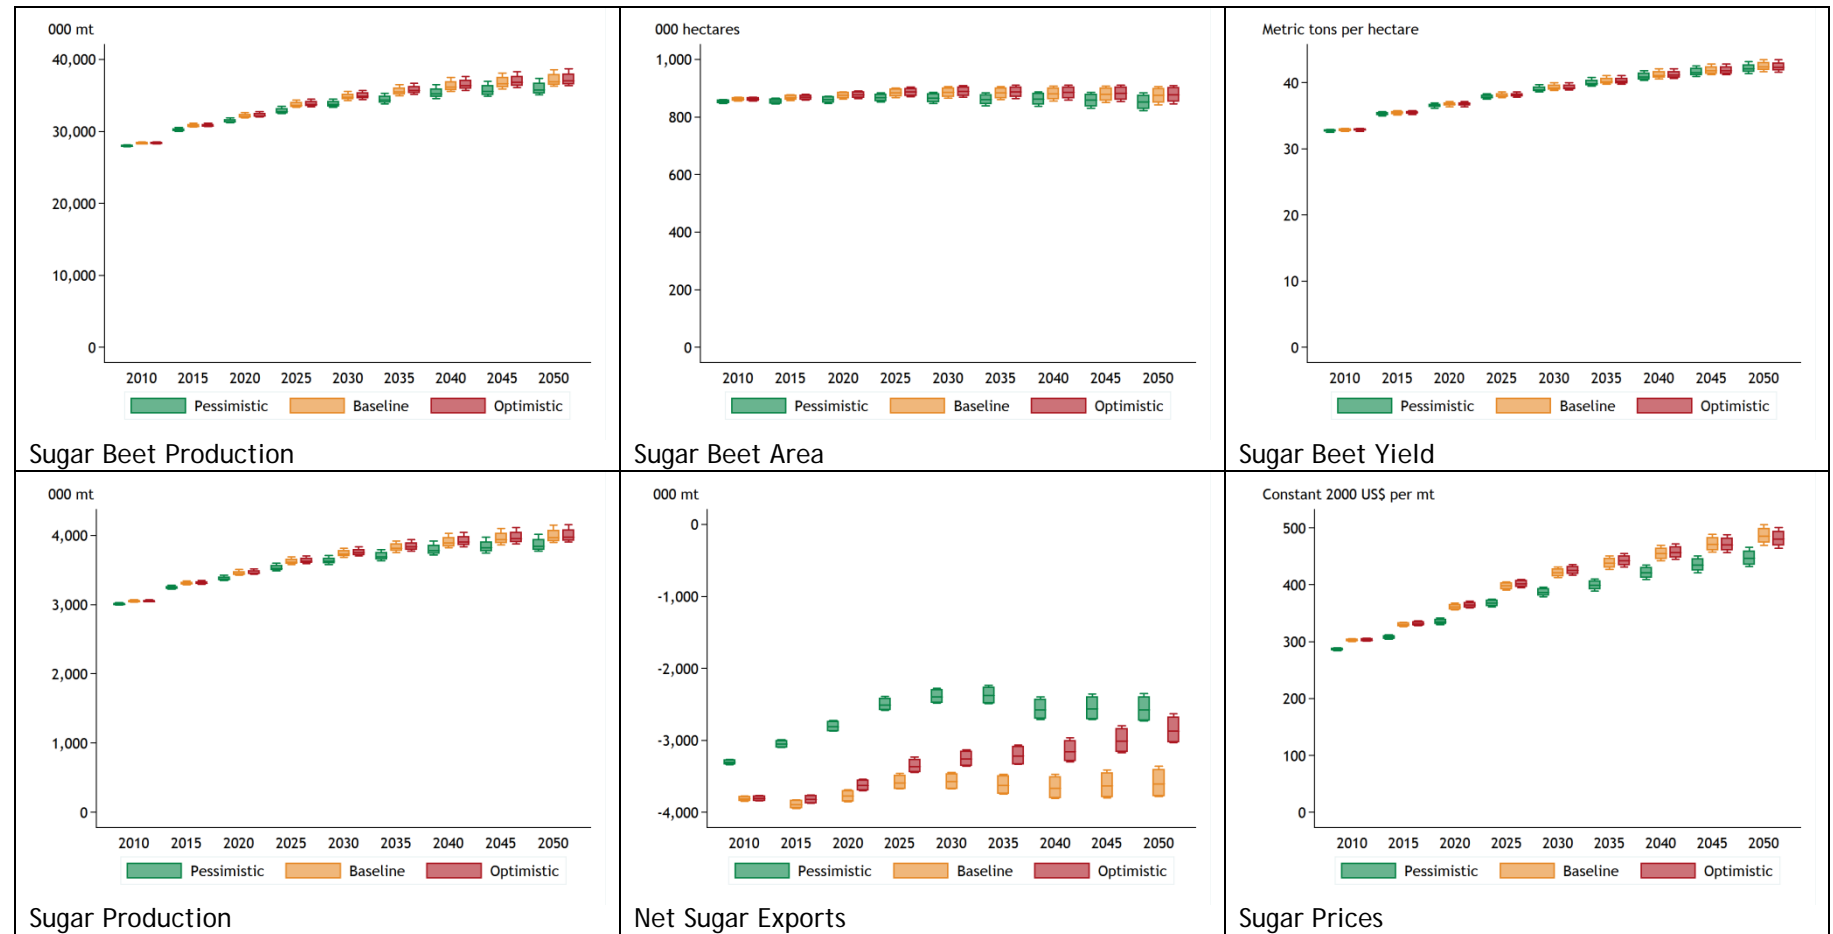 000 mt
40,000
30,000
20,000
10,000
0
2010 2015 2020 2025 2030 2035 2040 2045 2050
Pessimistic Baseline Optimistic
Sugar Beet Production
000 hectares
1,000
800
600
400
200
0
2010 2015 2020 2025 2030 2035 2040 2045 2050
Pessimistic Baseline Optimistic
Sugar Beet Area
Metric tons per hectare
40
30
20
10
0
2010 2015 2020 2025 2030 2035 2040 2045 2050
Pessimistic Baseline Optimistic
Sugar Beet Yield
000 mt
4,000
3,000
2,000
1,000
0
2010 2015 2020 2025 2030 2035 2040 2045 2050
Pessimistic Baseline Optimistic
Sugar Production
000 mt
0
-1,000
-2,000
-3,000
-4,000
2010 2015 2020 2025 2030 2035 2040 2045 2050
Pessimistic Baseline Optimistic
Net Sugar Exports
Constant 2000 US$ per mt
500
400
300
200
100
0
2010 2015 2020 2025 2030 2035 2040 2045 2050
Pessimistic Baseline Optimistic
Sugar Prices